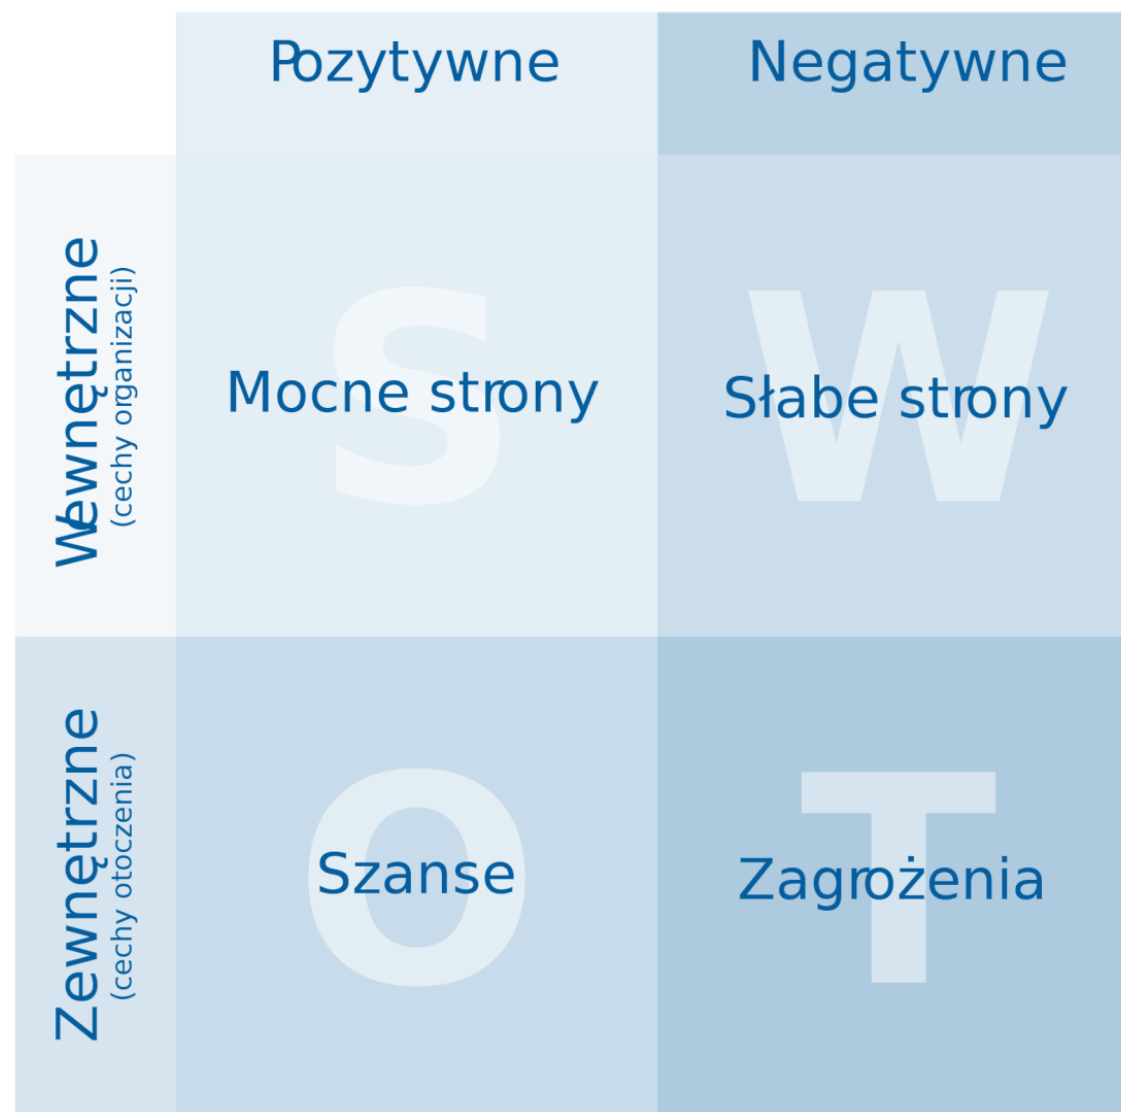 Pozytywne
Negatywne
Wewnętrzne
(cechy organizacji)
S
Mocne strony
W
Słabe strony
Zewnętrzne
(cechy otoczenia)
O
Szanse
T
Zagrożenia